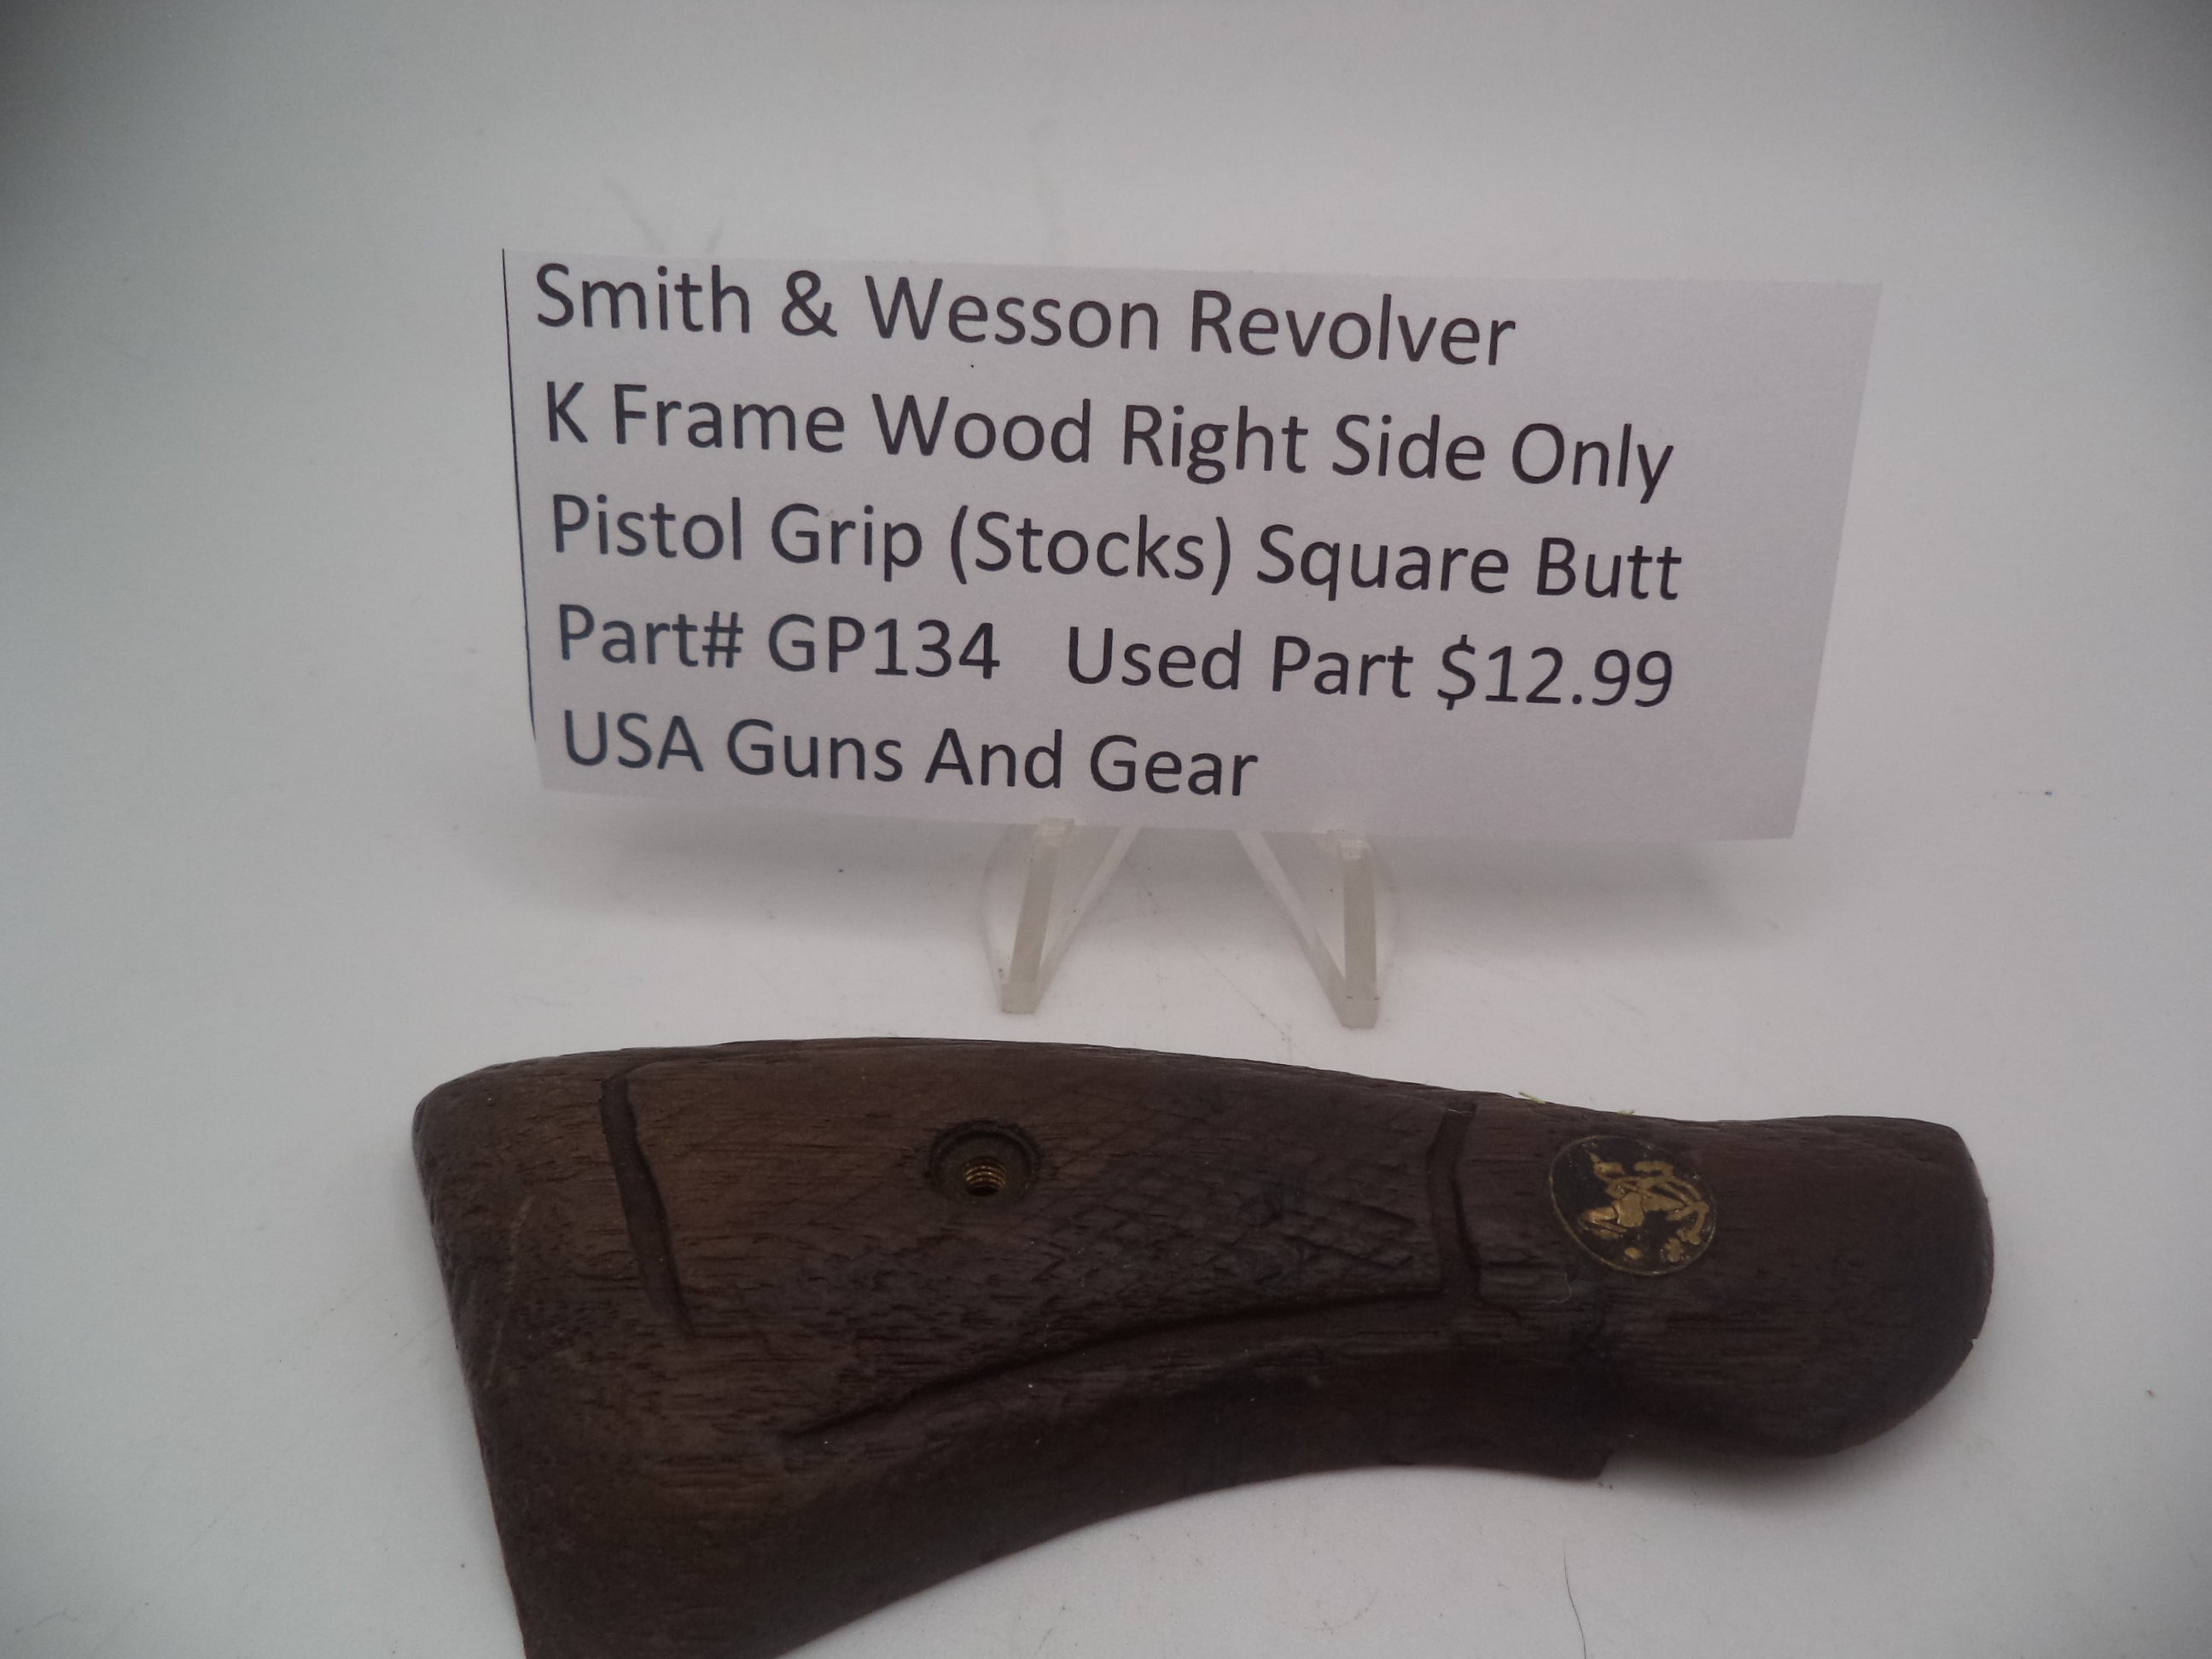 Smith & Wesson Revolver
K Frame Wood Right Side Only
Pistol Grip (Stocks) Square Butt
Part# GP134 Used Part $12.99
USA Guns And Gear